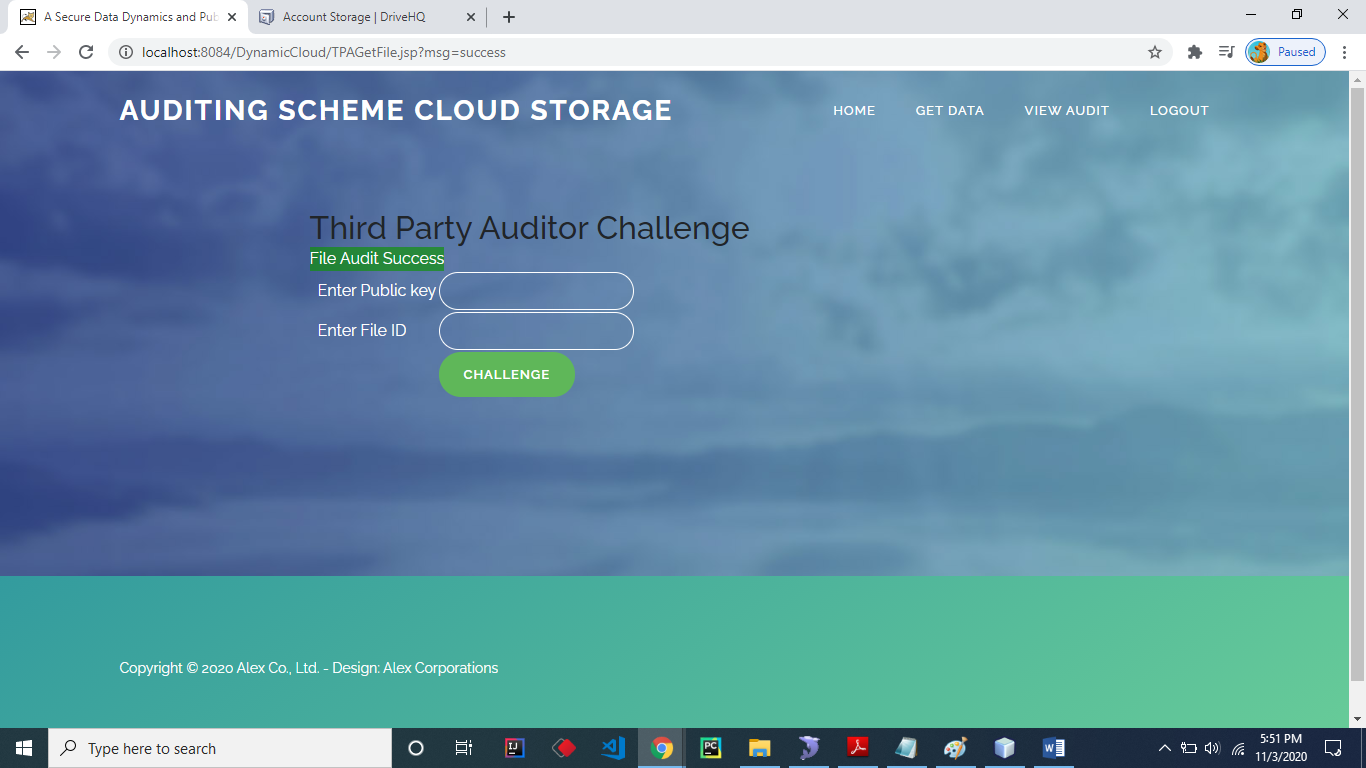 A Secure Data Dynamics and Pub
Account Storage | DriveHQ
localhost:8084/DynamicCloud/TPAGetFile.jsp?msg=success
Paused
AUDITING SCHEME CLOUD STORAGE
HOME
GET DATA
VIEW AUDIT
LOGOUT
Third Party Auditor Challenge
File Audit Success
Enter Public key
Enter File ID
CHALLENGE
Copyright © 2020 Alex Co., Ltd. - Design: Alex Corporations
Type here to search
5:51 PM
11/3/2020